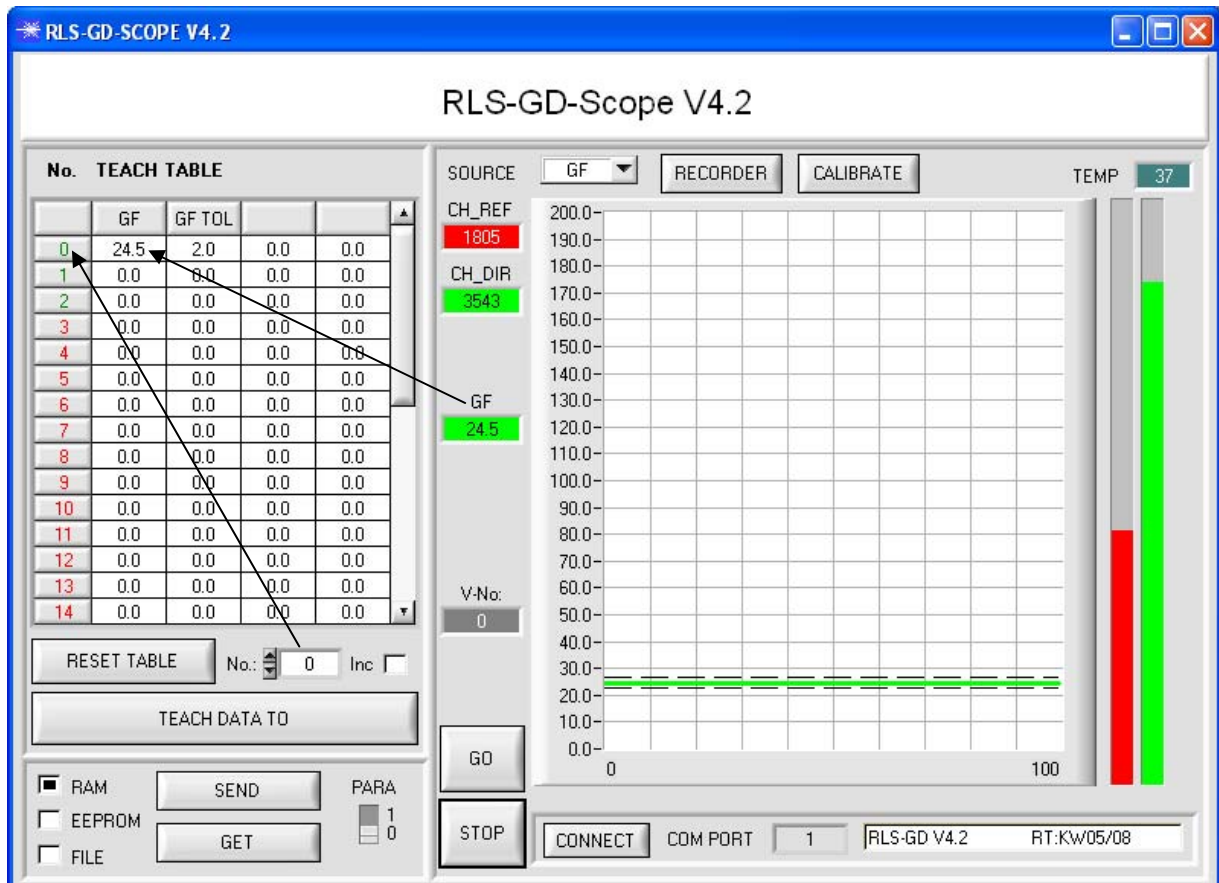 RLS-GD-SCOPE V4.2
RLS-GD-Scope V4.2
No. TEACH TABLE
GF GF TOL
0 24.5 2.0 0.0 0.0
1 0.0 0.0 0.0 0.0
2 0.0 0.0 0.0 0.0
3 0.0 0.0 0.0 0.0
4 0.0 0.0 0.0 0.0
5 0.0 0.0 0.0 0.0
6 0.0 0.0 0.0 0.0
7 0.0 0.0 0.0 0.0
8 0.0 0.0 0.0 0.0
9 0.0 0.0 0.0 0.0
10 0.0 0.0 0.0 0.0
11 0.0 0.0 0.0 0.0
12 0.0 0.0 0.0 0.0
13 0.0 0.0 0.0 0.0
14 0.0 0.0 0.0 0.0
RESET TABLE No.: 0 Inc
TEACH DATA TO
RAM
EEPROM
FILE
SEND
GET
PARA
1
0
SOURCE GF RECORDER CALIBRATE TEMP 37
CH_REF
1805
CH_DIR
3543
GF
24.5
V-No:
0
GO
STOP
200.0
190.0
180.0
170.0
160.0
150.0
140.0
130.0
120.0
110.0
100.0
90.0
80.0
70.0
60.0
50.0
40.0
30.0
20.0
10.0
0.0
0 100
CONNECT COM PORT 1 RLS-GD V4.2 RT:KW05/08